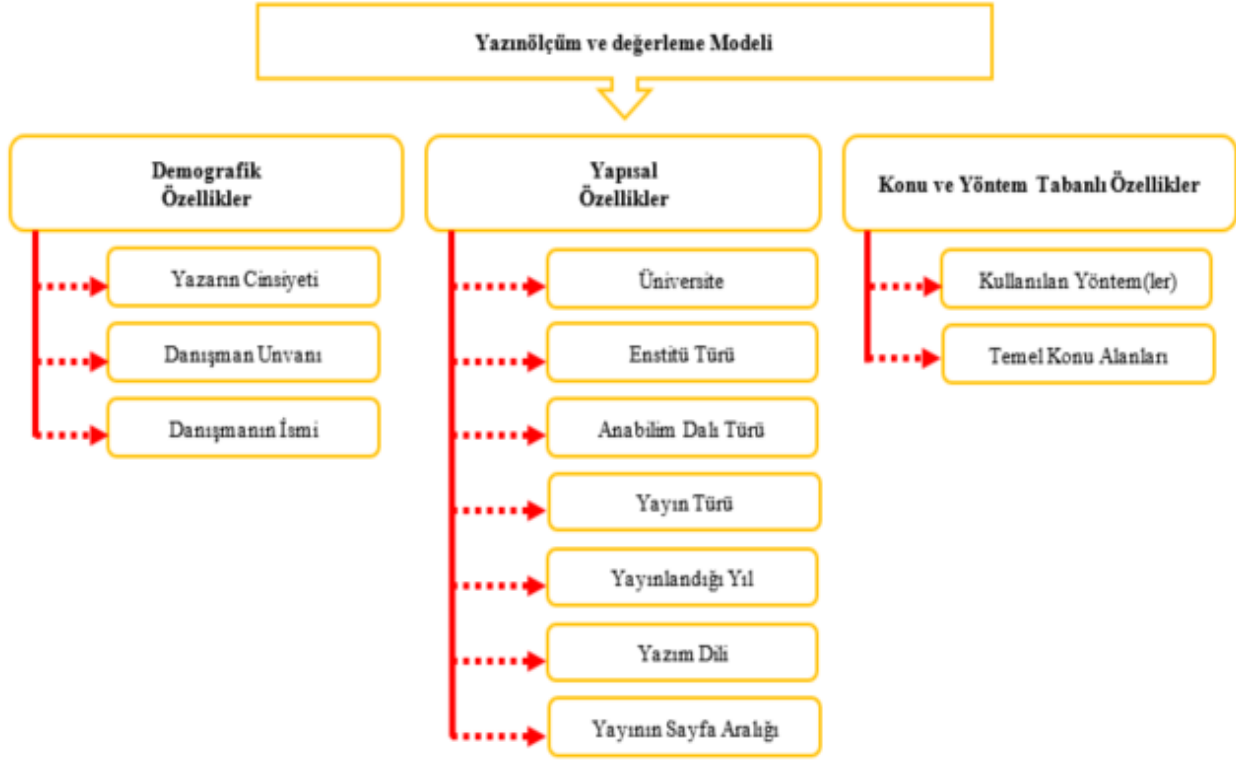 Yazınölçüm ve değerleme Modeli
Demografik
Özellikler
Yazarın Cinsiyeti
Danışman Unvanı
Danışmanın İsmi
Yapısal
Özellikler
Üniversite
Enstitü Türü
Anabilim Dalı Türü
Yayın Türü
Yayınlandığı Yıl
Yazım Dili
Yayının Sayfa Aralığı
Konu ve Yöntem Tabanlı Özellikler
Kullanılan Yöntem(ler)
Temel Konu Alanları